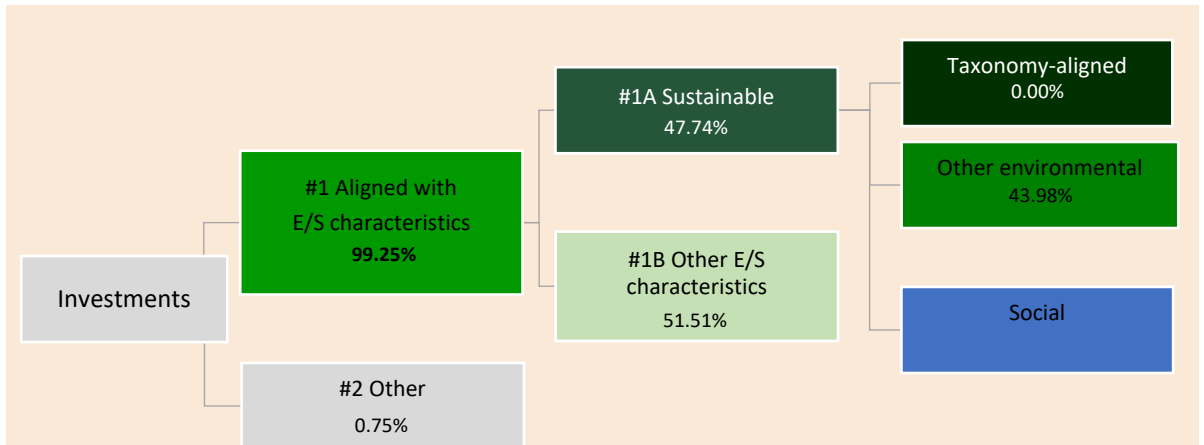 Investments
#1 Aligned with
E/S characteristics
99.25%
#2 Other
0.75%
#1A Sustainable
47.74%
#1B Other E/S
characteristics
51.51%
Taxonomy-aligned
0.00%
Other environmental
43.98%
Social